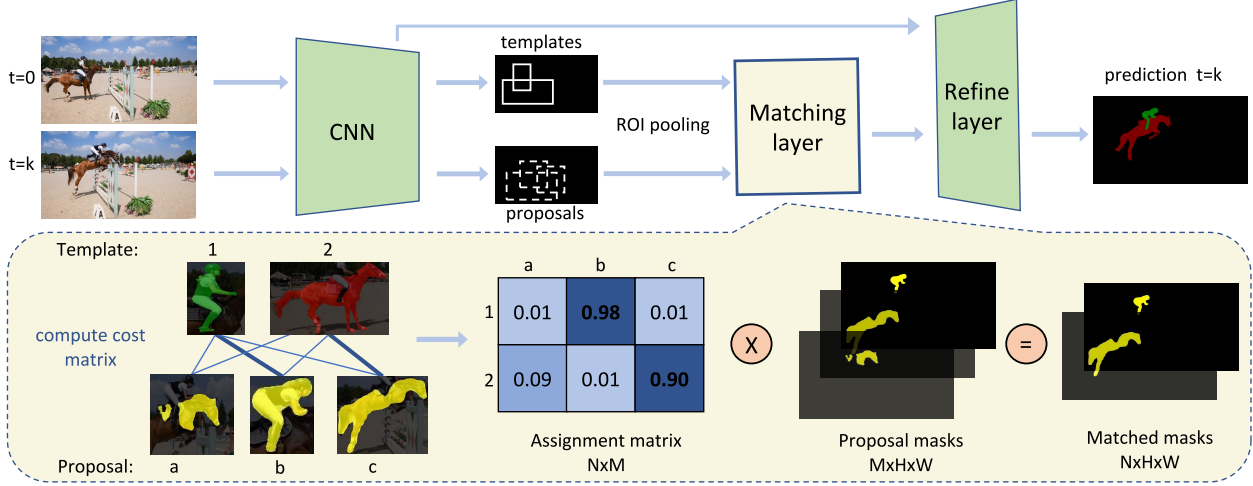 templates
t=0
prediction t=k
CNN
ROI pooling
Matching
layer
Refine
layer
t=k
proposals
Template:
1
2
compute cost
matrix
a
b
c
1
0.01
0.98
0.01
2
0.09
0.01
0.90
X
=
Assignment matrix
NxM
Proposal masks
MxHxW
Matched masks
NxHxW
Proposal:
a
b
c